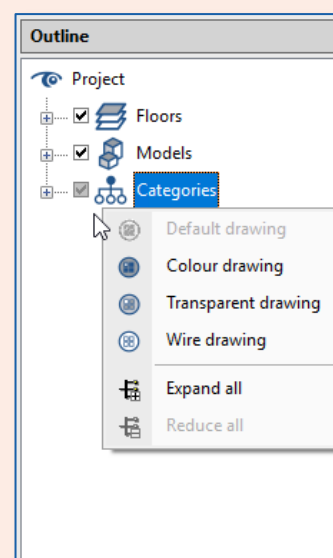 Outline
Project
Floors
Models
Categories
Default drawing
Colour drawing
Transparent drawing
Wire drawing
Expand all
Reduce all